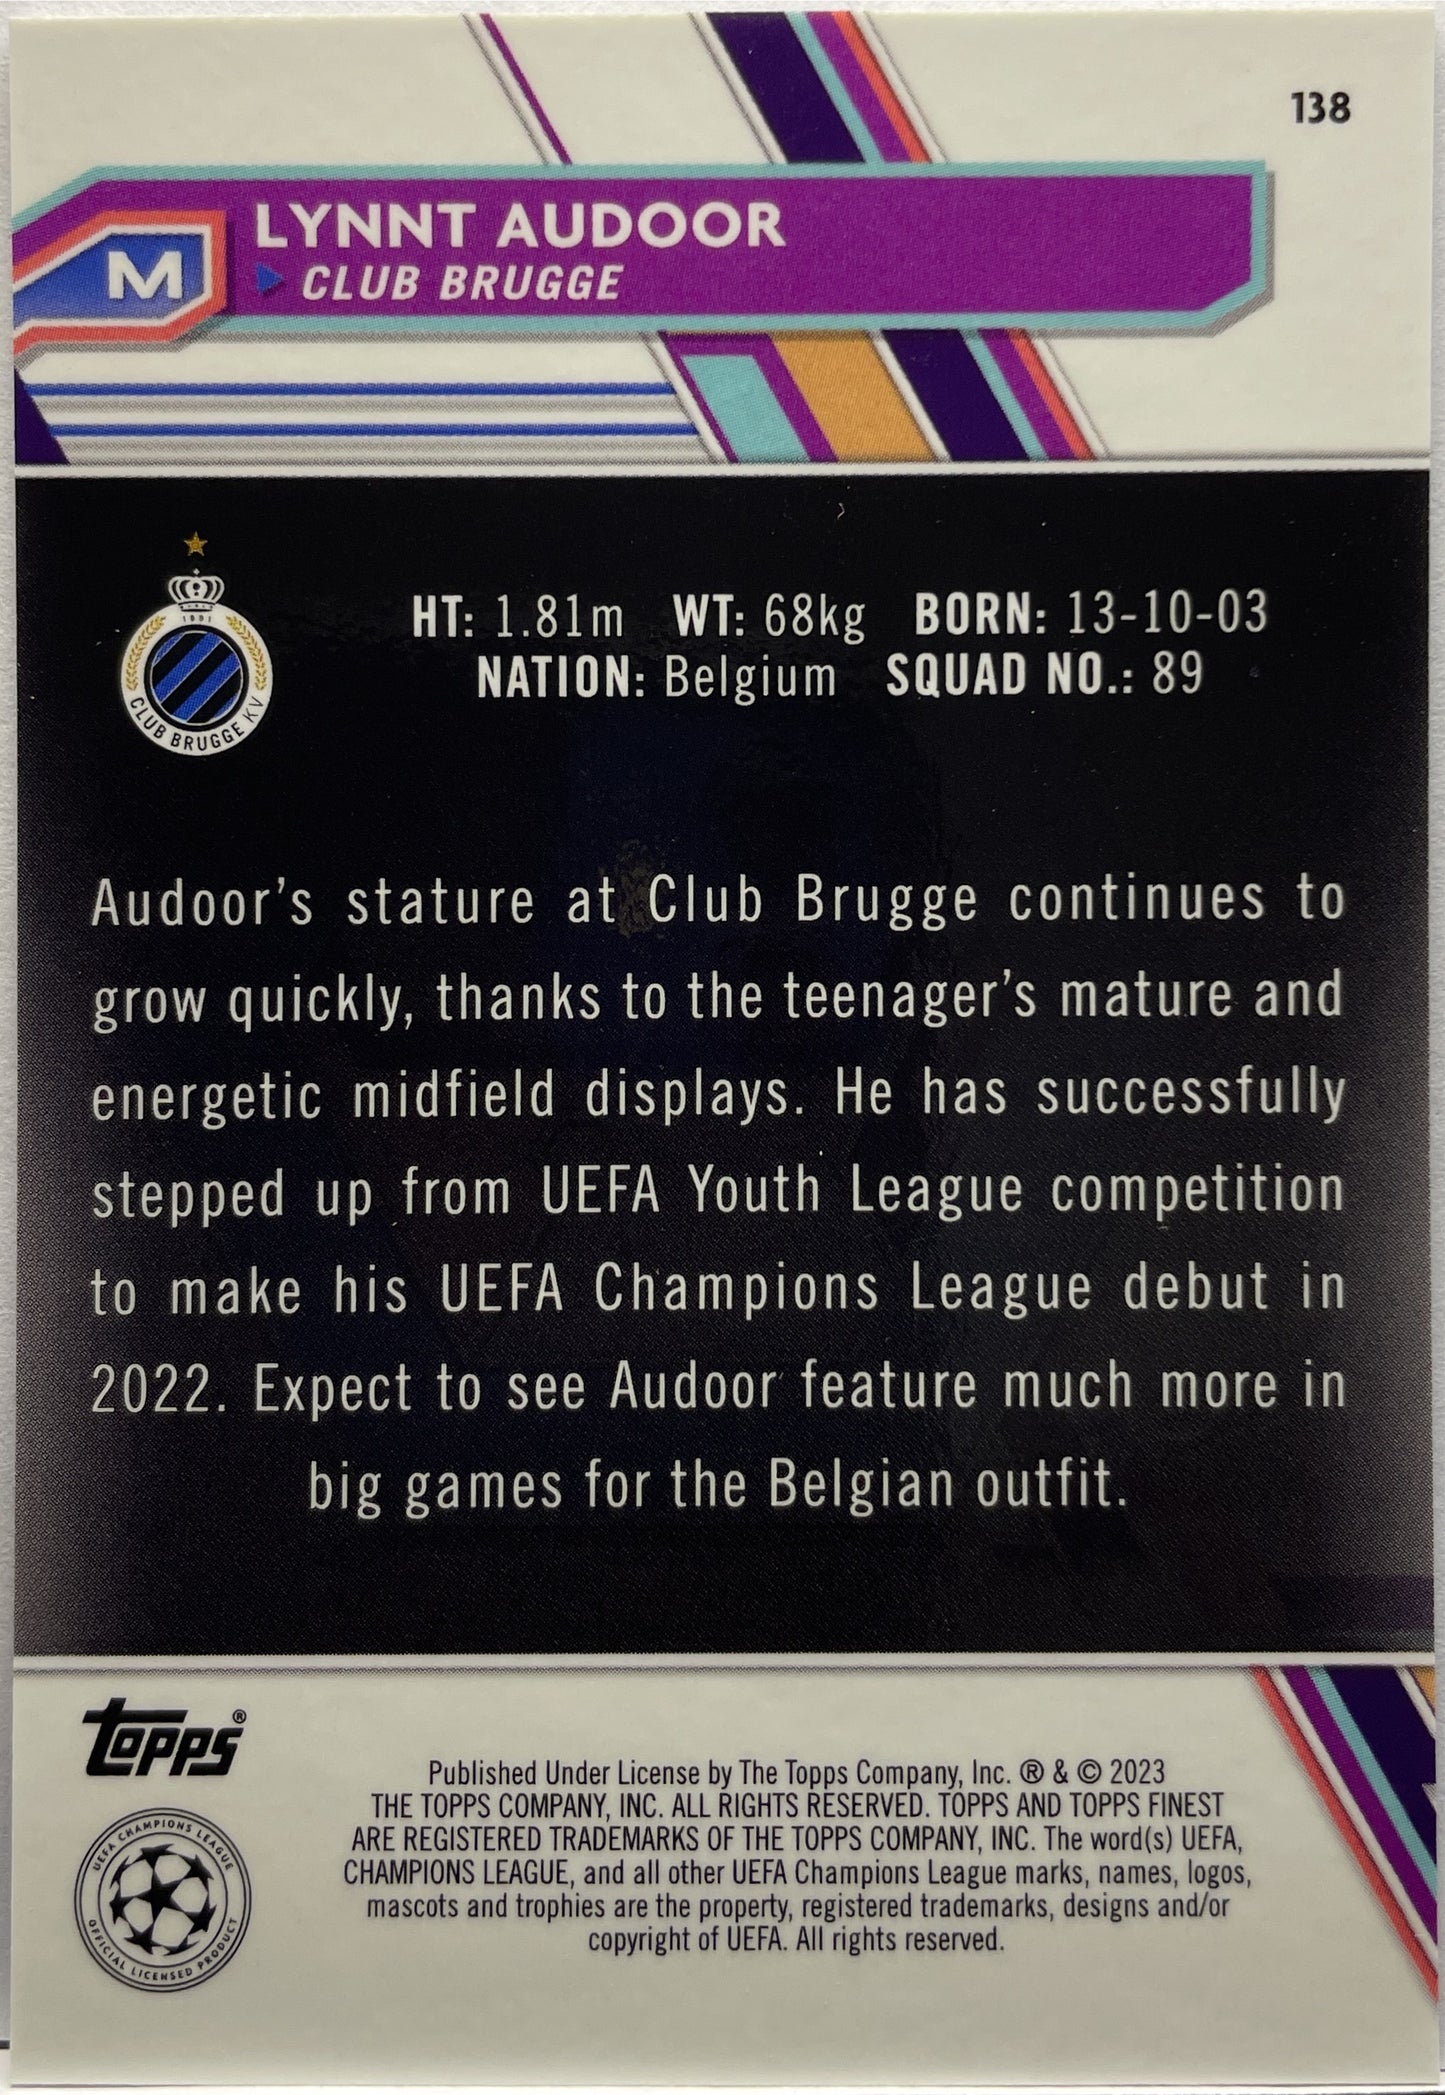 138
LYNNT AUDOOR
M
CLUB BRUGGE
1891
CLUB BRUGGE KV
HT: 1.81m WT: 68kg BORN: 13-10-03
NATION: Belgium SQUAD NO.: 89
Audoor’s stature at Club Brugge continues to
grow quickly, thanks to the teenager’s mature and
energetic midfield displays. He has successfully
stepped up from UEFA Youth League competition
to make his UEFA Champions League debut in
2022. Expect to see Audoor feature much more in
big games for the Belgian outfit.
Topps®
Published Under License by The Topps Company, Inc. ® & © 2023
THE TOPPS COMPANY, INC. ALL RIGHTS RESERVED. TOPPS AND TOPPS FINEST
ARE REGISTERED TRADEMARKS OF THE TOPPS COMPANY, INC. The word(s) UEFA,
CHAMPIONS LEAGUE, and all other UEFA Champions League marks, names, logos,
mascots and trophies are the property, registered trademarks, designs and/or
copyright of UEFA. All rights reserved.
UEFA CHAMPIONS LEAGUE
OFFICIAL LICENSED PRODUCT